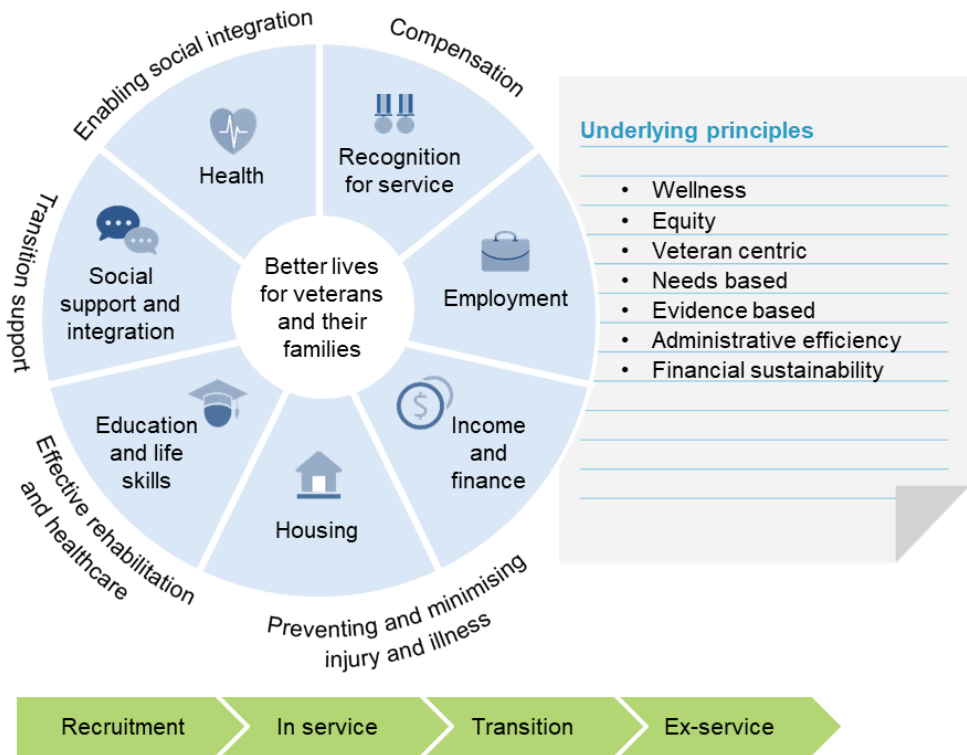 Enabling social integration
Compensation
Transition support
Effective rehabilitation
and healthcare
Preventing and minimising
injury and illness
Health
Recognition
for service
Employment
Income
and
finance
Housing
Education
and life
skills
Social
support and
integration
Better lives
for veterans
and their
families
$
Underlying principles
• Wellness
• Equity
• Veteran centric
• Needs based
• Evidence based
• Administrative efficiency
• Financial sustainability
Recruitment
In service
Transition
Ex-service